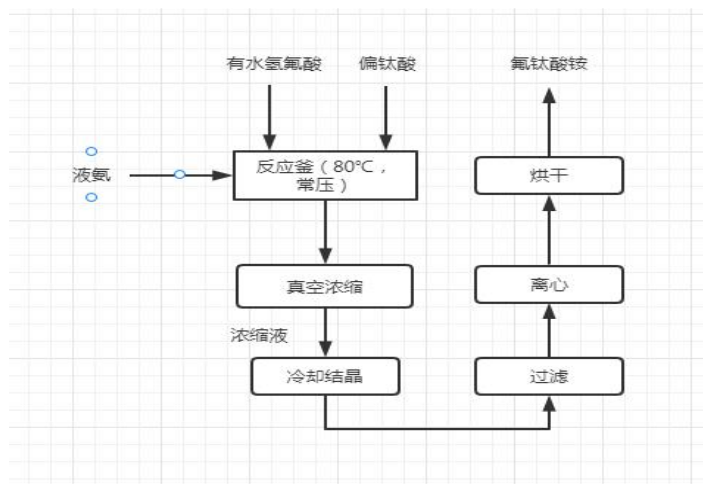 有水氢氟酸
偏钛酸
氟钛酸铵
液氨
反应釜（80℃，
常压）
烘干
真空浓缩
离心
浓缩液
冷却结晶
过滤